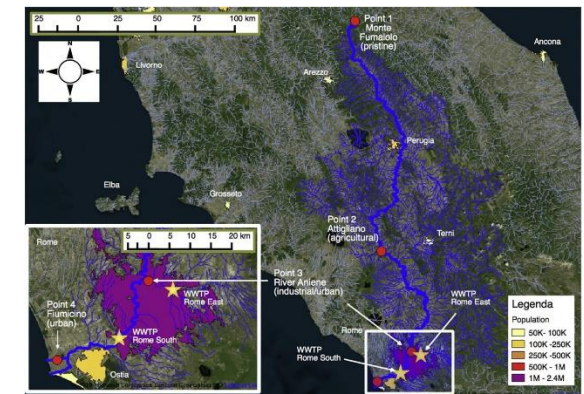 50 25 0 25 50 75 100 km
N
W E
S
Livorno
Elba
Grosseto
Arezzo
Point 1
Monte
Fumaiolo
(pristine)
Ancona
Perugia
Point 2
Attigliano
(agricultural)
Terni
Point 3
River Aniene
(industrial/urban)
WWTP
Rome East
Rome
WWTP
Rome South
5 0 5 10 15 20 km
Rome
Point 4
Fiumicino
(urban)
WWTP
Rome East
WWTP
Rome South
Ostia
Legenda
Population
50K- 100K
100K -250K
250K - 500K
500K - 1M
1M - 2.4M